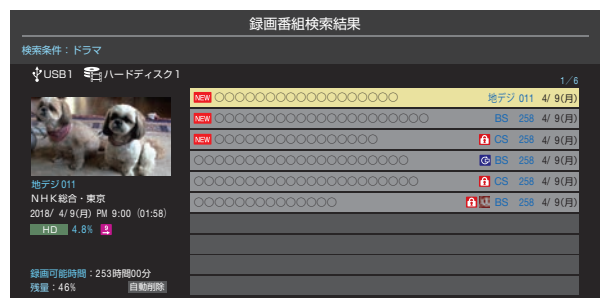 録画番組検索結果
検索条件：ドラマ
USB1 ハードディスク1
1／6
NEW ○○○○○○○○○○○○○○○○○○ 地デジ 011 4/ 9(月)
NEW ○○○○○○○○○○○○○○○○○○○○○ BS 258 4/ 9(月)
NEW ○○○○○○○○○○○○○○○○ CS 258 4/ 9(月)
○○○○○○○○○○○○○○○○○○○○○ BS 258 4/ 9(月)
○○○○○○○○○○○○○○○○○○○○○○ CS 258 4/ 9(月)
○○○○○○○○○○○○○○ BS 258 4/ 9(月)
地デジ011
NHK総合・東京
2018/ 4/ 9(月) PM 9:00 (01:58)
HD 4.8%
録画可能時間：253時間00分
残量：46% 自動削除